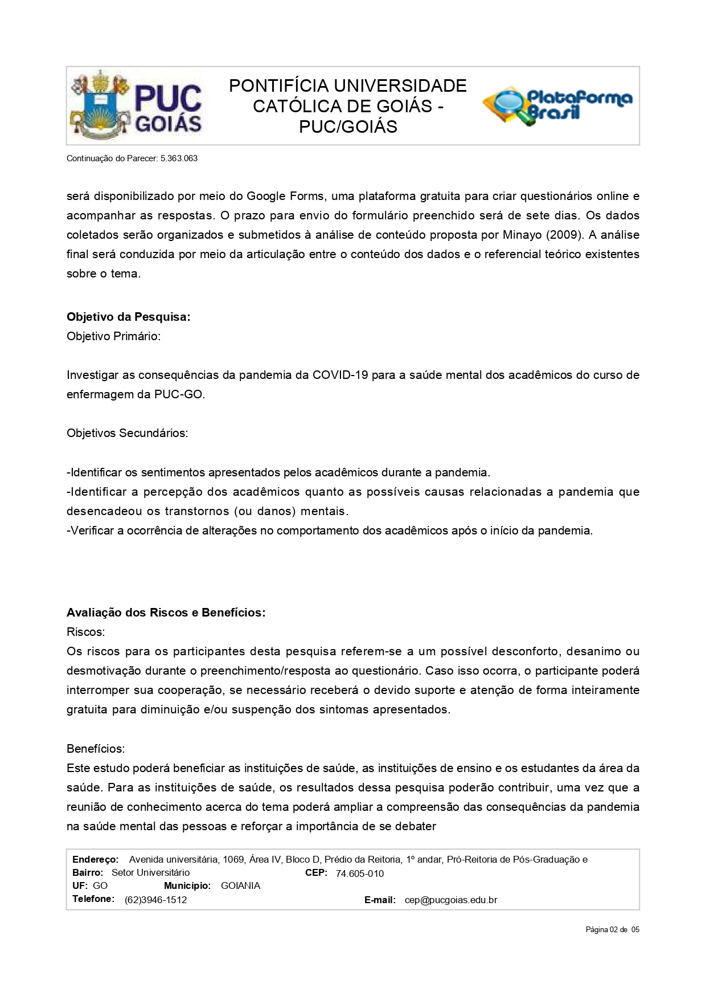 PUC
GOIÁS
PONTIFÍCIA UNIVERSIDADE
CATÓLICA DE GOIÁS -
PUC/GOIÁS
Plataforma
Brasil
Continuação do Parecer: 5.363.063
será disponibilizado por meio do Google Forms, uma plataforma gratuita para criar questionários online e
acompanhar as respostas. O prazo para envio do formulário preenchido será de sete dias. Os dados
coletados serão organizados e submetidos à análise de conteúdo proposta por Minayo (2009). A análise
final será conduzida por meio da articulação entre o conteúdo dos dados e o referencial teórico existentes
sobre o tema.
Objetivo da Pesquisa:
Objetivo Primário:
Investigar as consequências da pandemia da COVID-19 para a saúde mental dos acadêmicos do curso de
enfermagem da PUC-GO.
Objetivos Secundários:
-Identificar os sentimentos apresentados pelos acadêmicos durante a pandemia.
-Identificar a percepção dos acadêmicos quanto as possíveis causas relacionadas a pandemia que
desencadeou os transtornos (ou danos) mentais.
-Verificar a ocorrência de alterações no comportamento dos acadêmicos após o início da pandemia.
Avaliação dos Riscos e Benefícios:
Riscos:
Os riscos para os participantes desta pesquisa referem-se a um possível desconforto, desanimo ou
desmotivação durante o preenchimento/resposta ao questionário. Caso isso ocorra, o participante poderá
interromper sua cooperação, se necessário receberá o devido suporte e atenção de forma inteiramente
gratuita para diminuição e/ou suspenção dos sintomas apresentados.
Benefícios:
Este estudo poderá beneficiar as instituições de saúde, as instituições de ensino e os estudantes da área da
saúde. Para as instituições de saúde, os resultados dessa pesquisa poderão contribuir, uma vez que a
reunião de conhecimento acerca do tema poderá ampliar a compreensão das consequências da pandemia
na saúde mental das pessoas e reforçar a importância de se debater
Endereço: Avenida universitária, 1069, Área IV, Bloco D, Prédio da Reitoria, 1º andar, Pró-Reitoria de Pós-Graduação e
Bairro: Setor Universitário CEP: 74.605-010
UF: GO Município: GOIANIA
Telefone: (62)3946-1512 E-mail: cep@pucgoias.edu.br
Página 02 de 05